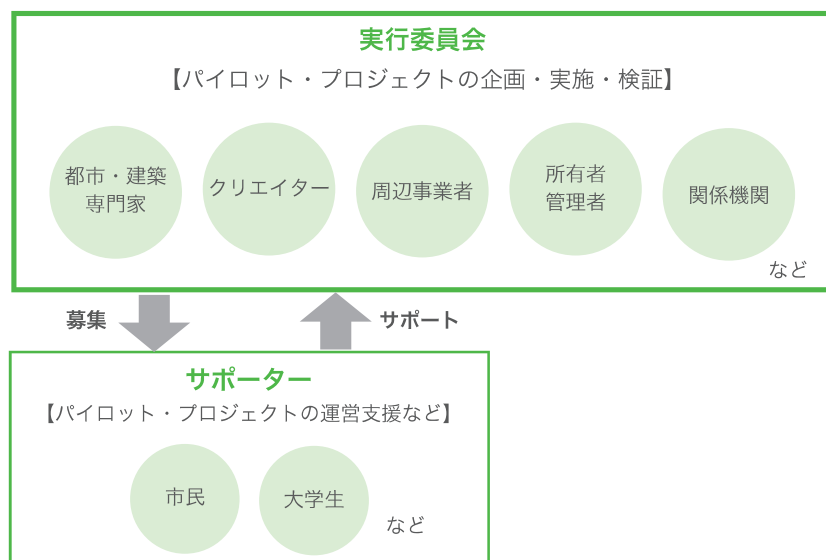 実行委員会
【パイロット・プロジェクトの企画・実施・検証】
都市・建築
専門家
クリエイター
周辺事業者
所有者
管理者
関係機関
など
募集
サポート
サポーター
【パイロット・プロジェクトの運営支援など】
市民
大学生
など